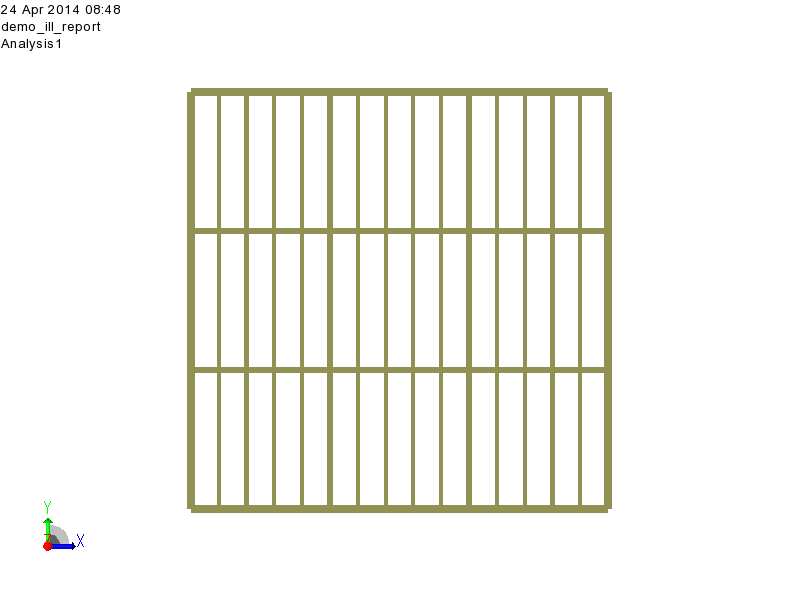 24 Apr 2014 08:48
demo_ill_report
Analysis1
Y
X